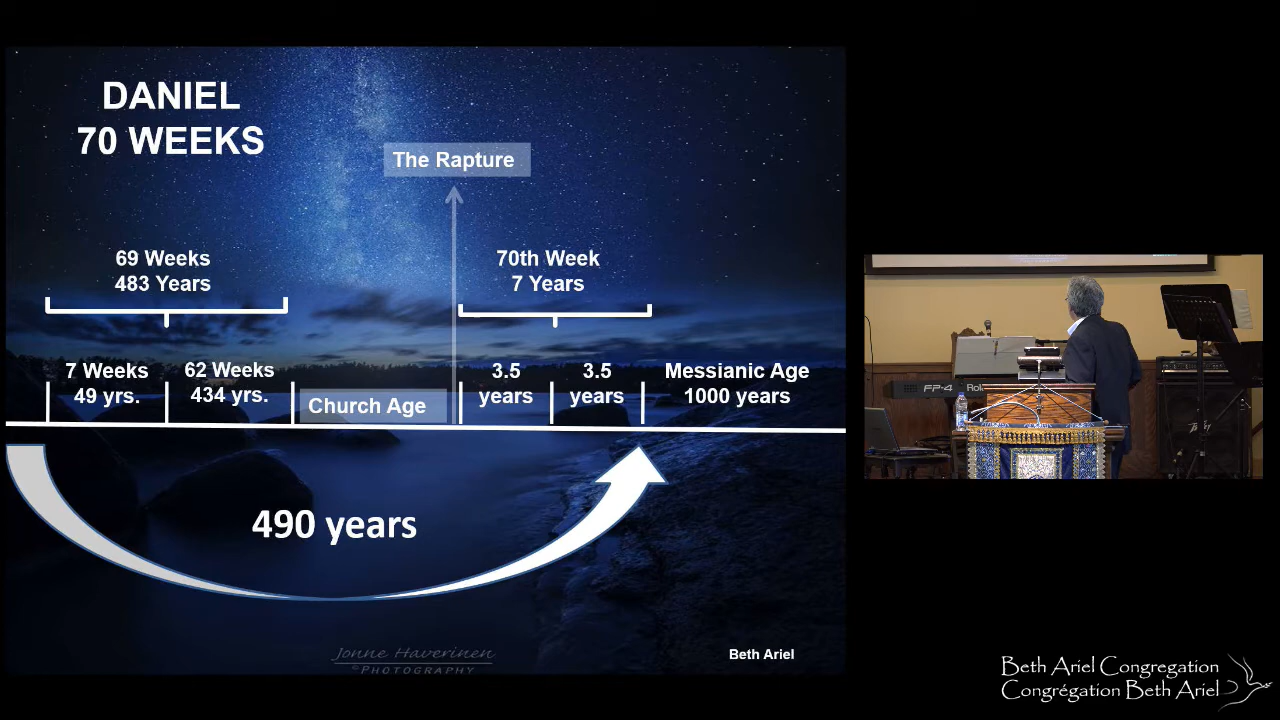 DANIEL
70 WEEKS
The Rapture
69 Weeks
483 Years
70th Week
7 Years
7 Weeks
49 yrs.
62 Weeks
434 yrs.
Church Age
3.5
years
3.5
years
Messianic Age
1000 years
490 years
Jonne Haverinen
©PHOTOGRAPHY
Beth Ariel
FP-4 Rol
Beth Ariel Congregation
Congrégation Beth Ariel